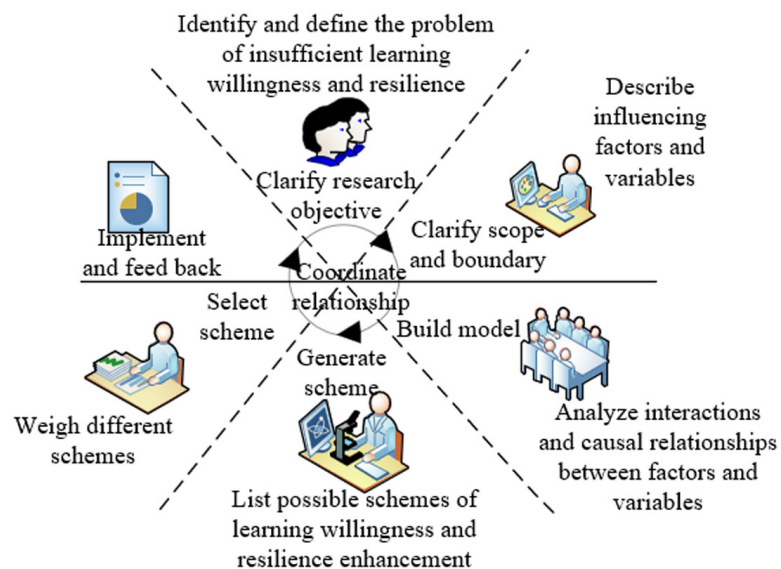 Identify and define the problem
of insufficient learning
willingness and resilience
Clarify research
objective
Describe
influencing
factors and
variables
Clarify scope
and boundary
Implement
and feed back
Coordinate
relationship
Select
scheme
Build model
Generate
scheme
Weigh different
schemes
Analyze interactions
and causal relationships
between factors and
variables
List possible schemes of
learning willingness and
resilience enhancement